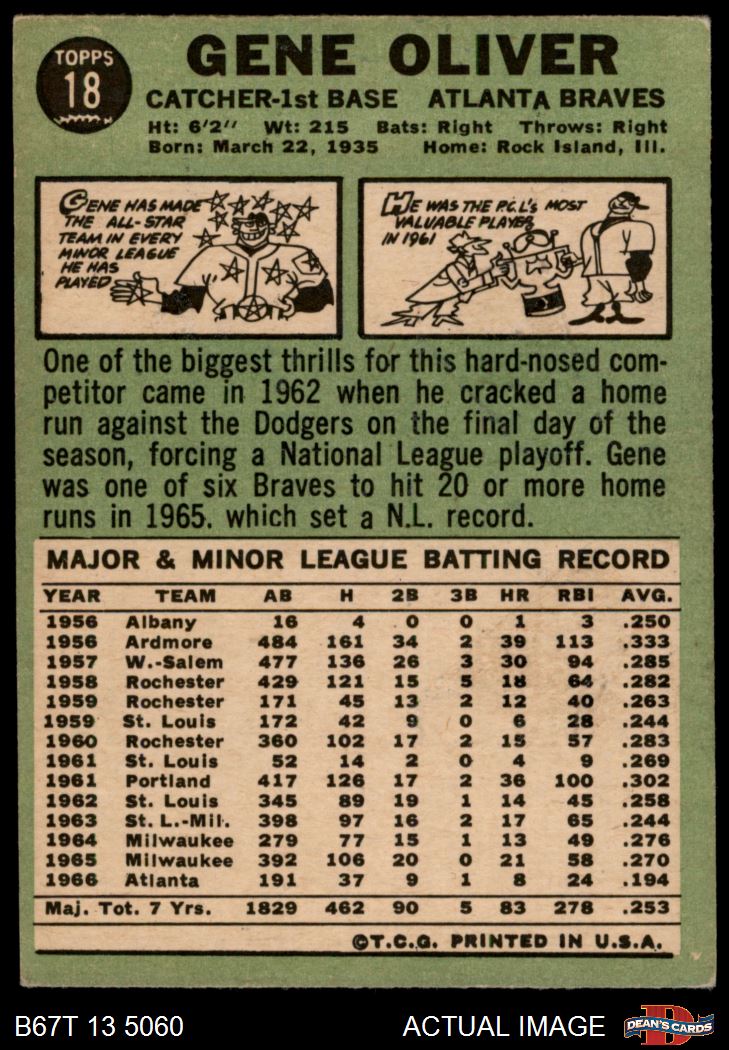 TOPPS
18
GENE OLIVER
CATCHER-1st BASE ATLANTA BRAVES
Ht: 6'2" Wt: 215 Bats: Right Throws: Right
Born: March 22, 1935 Home: Rock Island, Ill.
GENE HAS MADE
THE ALL-STAR
TEAM IN EVERY
MINOR LEAGUE
HE HAS
PLAYED
HE WAS THE P.C.L'S MOST
VALUABLE PLAYER
IN 1961
One of the biggest thrills for this hard-nosed com-
petitor came in 1962 when he cracked a home
run against the Dodgers on the final day of the
season, forcing a National League playoff. Gene
was one of six Braves to hit 20 or more home
runs in 1965. which set a N.L. record.
MAJOR & MINOR LEAGUE BATTING RECORD
YEAR TEAM AB H 2B 3B HR RBI AVG.
1956 Albany 16 4 0 0 1 3 .250
1956 Ardmore 484 161 34 2 39 113 .333
1957 W.-Salem 477 136 26 3 30 94 .285
1958 Rochester 429 121 15 5 18 64 .282
1959 Rochester 171 45 13 2 12 40 .263
1959 St. Louis 172 42 9 0 6 28 .244
1960 Rochester 360 102 17 2 15 57 .283
1961 St. Louis 52 14 2 0 4 9 .269
1961 Portland 417 126 17 2 36 100 .302
1962 St. Louis 345 89 19 1 14 45 .258
1963 St. L.-Mil. 398 97 16 2 17 65 .244
1964 Milwaukee 279 77 15 1 13 49 .276
1965 Milwaukee 392 106 20 0 21 58 .270
1966 Atlanta 191 37 9 1 8 24 .194
Maj. Tot. 7 Yrs. 1829 462 90 5 83 278 .253
©T.C.G. PRINTED IN U.S.A.
B67T 13 5060 ACTUAL IMAGE
DEAN'S CARDS